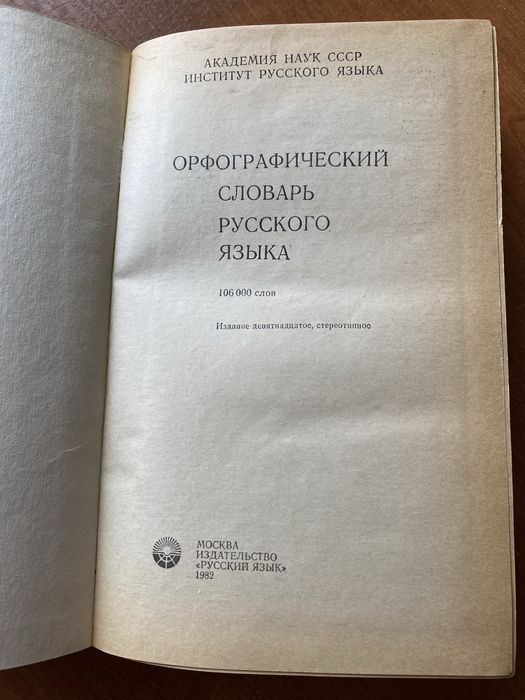 АКАДЕМИЯ НАУК СССР
ИНСТИТУТ РУССКОГО ЯЗЫКА
ОРФОГРАФИЧЕСКИЙ
СЛОВАРЬ
РУССКОГО
ЯЗЫКА
106 000 слов
Издание девятнадцатое, стереотипное
МОСКВА
ИЗДАТЕЛЬСТВО
«РУССКИЙ ЯЗЫК»
1982